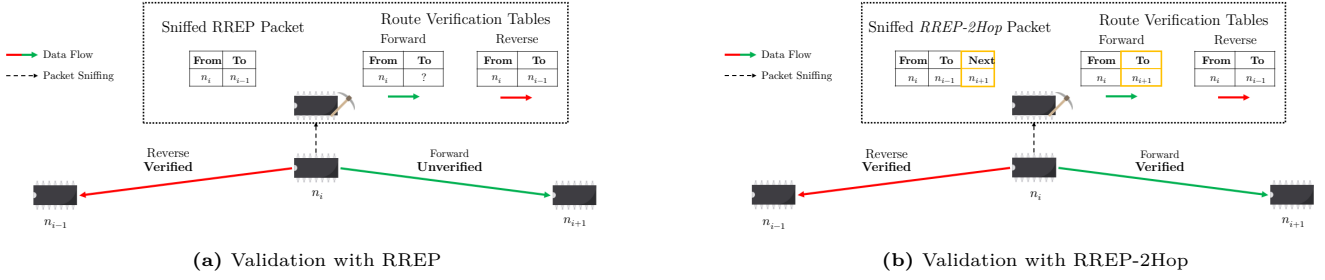 Sniffed RREP Packet
Route Verification Tables
Forward
Reverse
Data Flow
Packet Sniffing
From To
n_i n_{i−1}
From To
n_i ?
From To
n_i n_{i−1}
Reverse
Verified
Forward
Unverified
n_i
n_{i−1}
n_{i+1}
(a) Validation with RREP
Sniffed RREP-2Hop Packet
Route Verification Tables
Forward
Reverse
Data Flow
Packet Sniffing
From To Next
n_i n_{i−1} n_{i+1}
From To
n_i n_{i+1}
From To
n_i n_{i−1}
Reverse
Verified
Forward
Verified
n_i
n_{i−1}
n_{i+1}
(b) Validation with RREP-2Hop